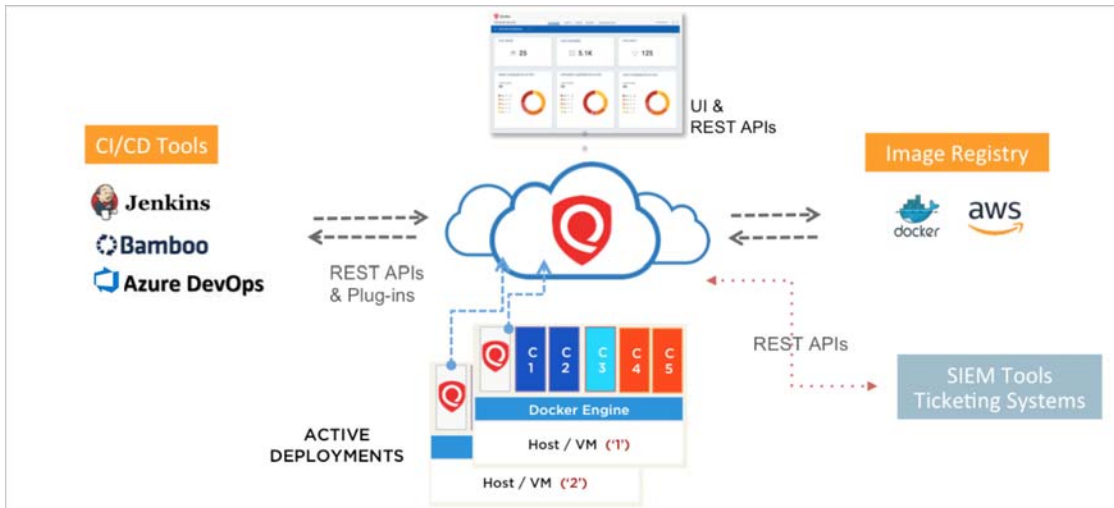 25
5.1K
125
UI &
REST APIs
CI/CD Tools
Jenkins
Bamboo
Azure DevOps
REST APIs
& Plug-ins
Image Registry
docker
aws
REST APIs
SIEM Tools
Ticketing Systems
C
1
C
2
C
3
C
4
C
5
Docker Engine
Host / VM ('1')
ACTIVE
DEPLOYMENTS
Host / VM ('2')